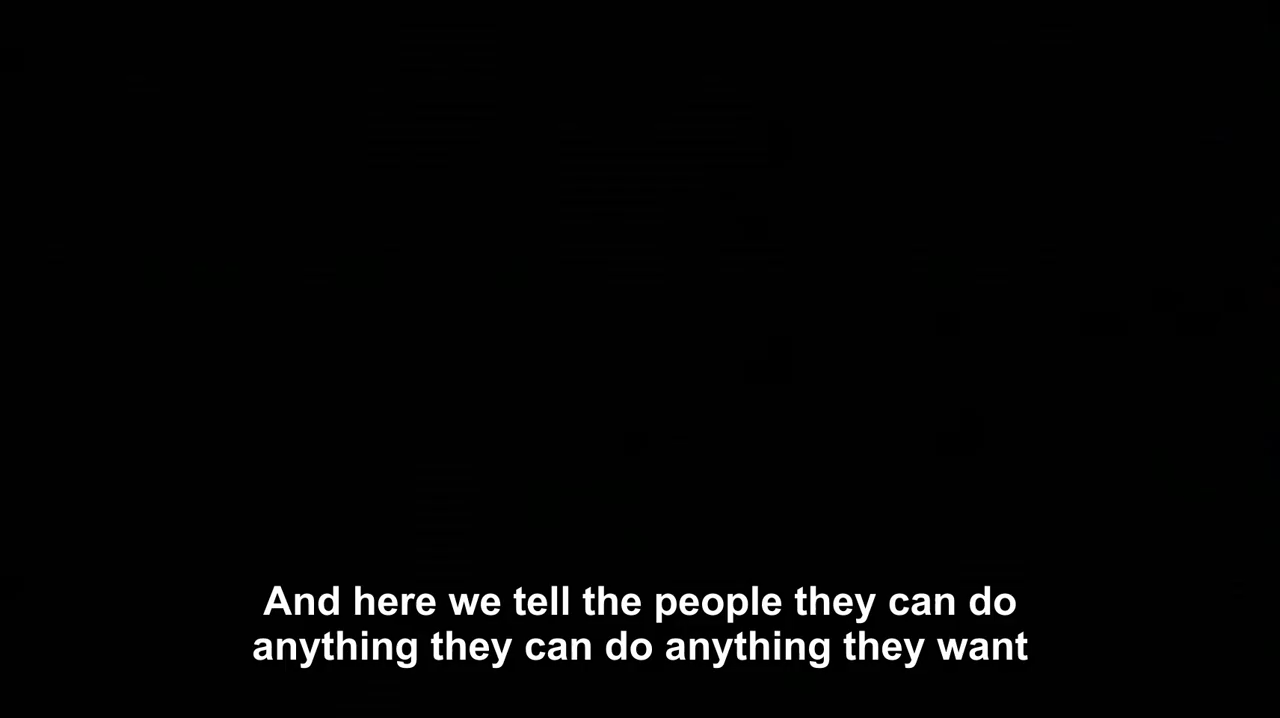 And here we tell the people they can do
anything they can do anything they want